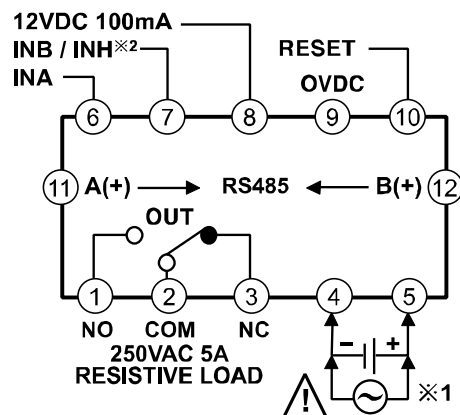 12VDC 100mA
INB / INH※2
INA
RESET
OVDC
6 7 8 9 10
11 A(+) RS485 B(+) 12
OUT
1 2 3 4 5
NO COM NC
- +
250VAC 5A
RESISTIVE LOAD
! ※1